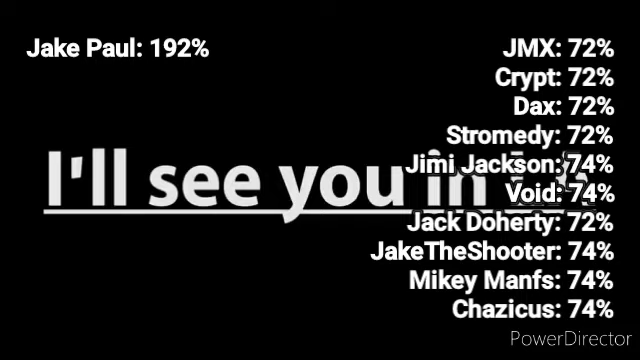 Jake Paul: 192%
JMX: 72%
Crypt: 72%
Dax: 72%
Stromedy: 72%
Jimi Jackson: 74%
I'll see you in
Void: 74%
Jack Doherty: 72%
JakeTheShooter: 74%
Mikey Manfs: 74%
Chazicus: 74%
PowerDirector